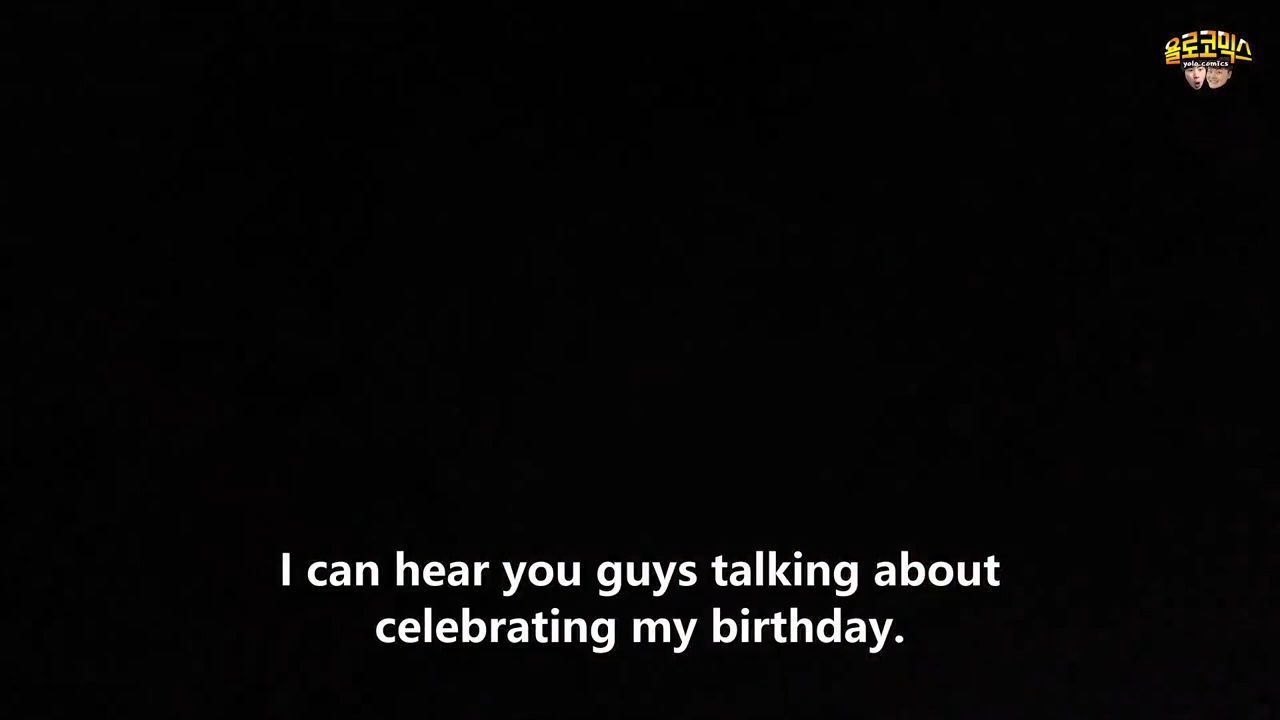 욜로코믹스
yolo.comics
I can hear you guys talking about
celebrating my birthday.